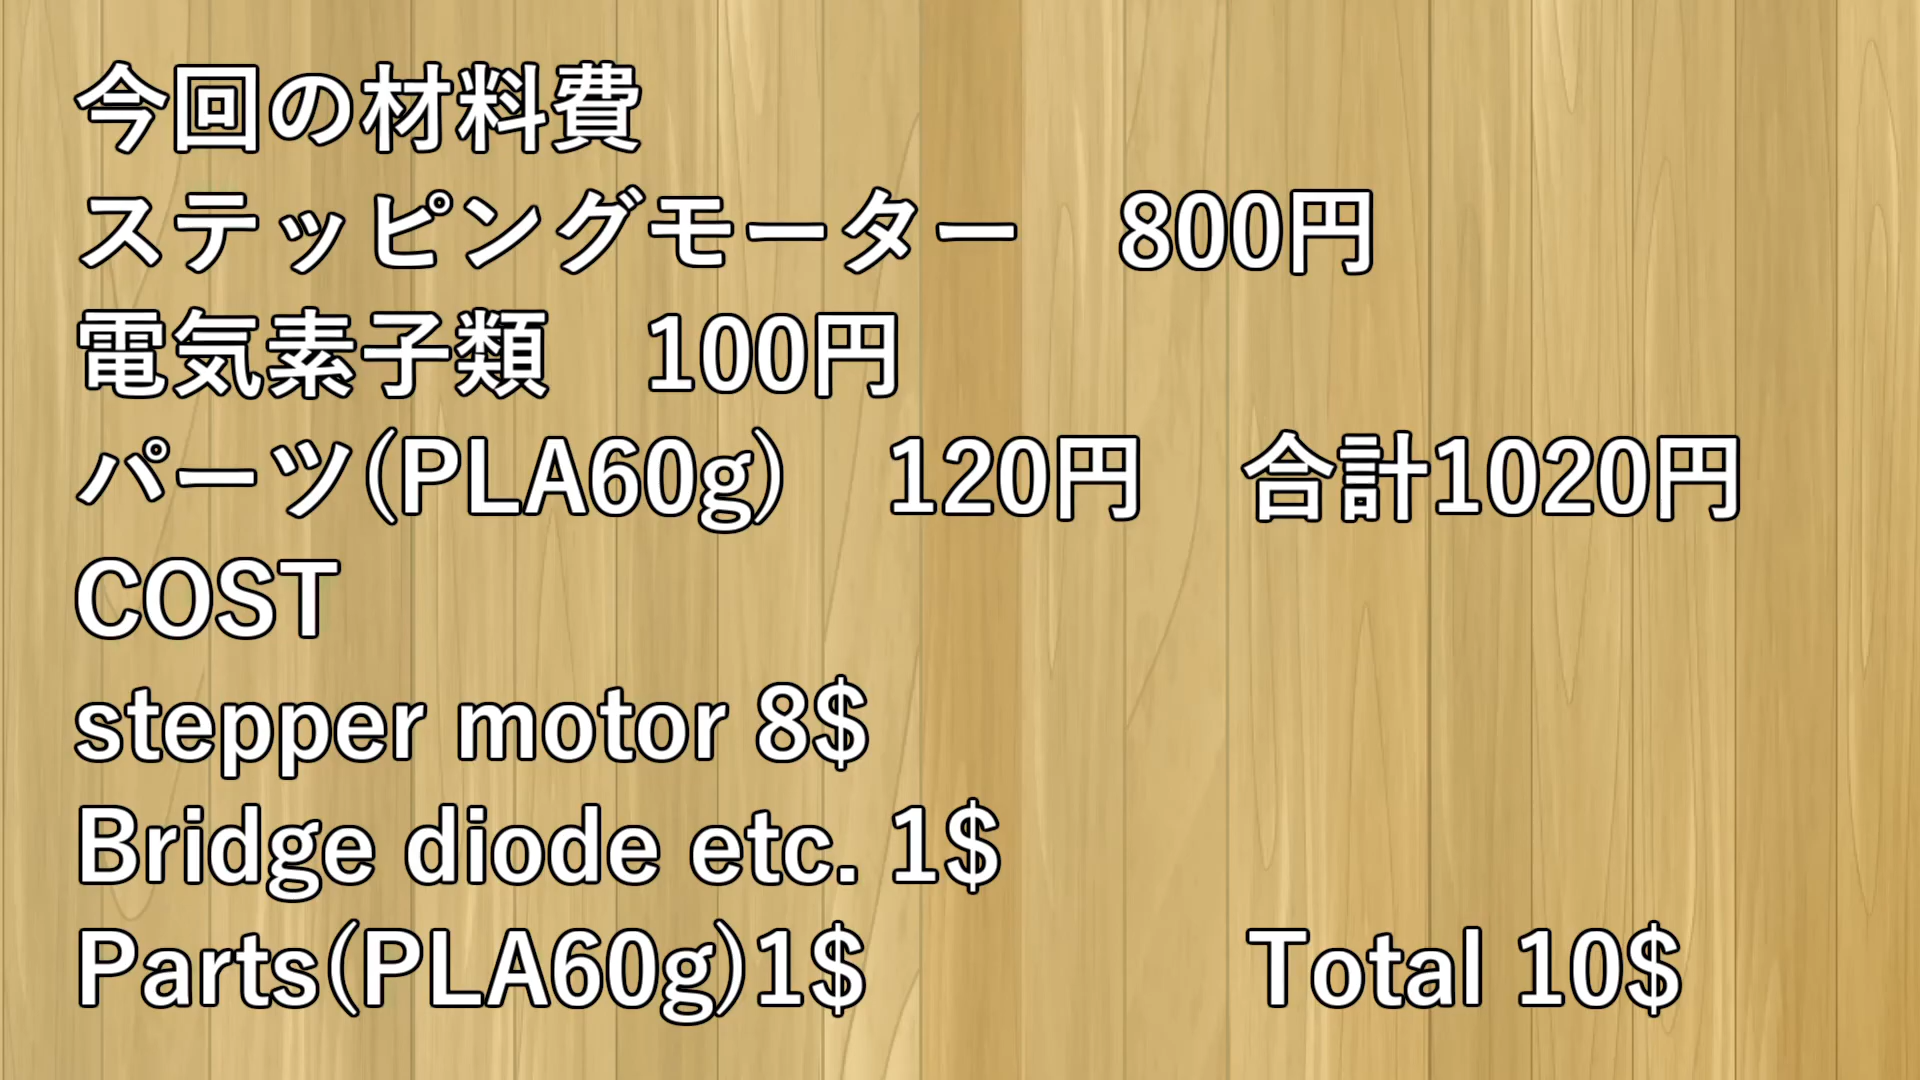 今回の材料費
ステッピングモーター　800円
電気素子類　100円
パーツ(PLA60g)　120円　合計1020円
COST
stepper motor 8$
Bridge diode etc. 1$
Parts(PLA60g)1$ Total 10$